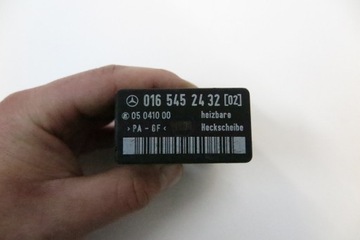 016 545 24 32 [02]
05 0410 00 heizbare
>PA-GF< Heckscheibe